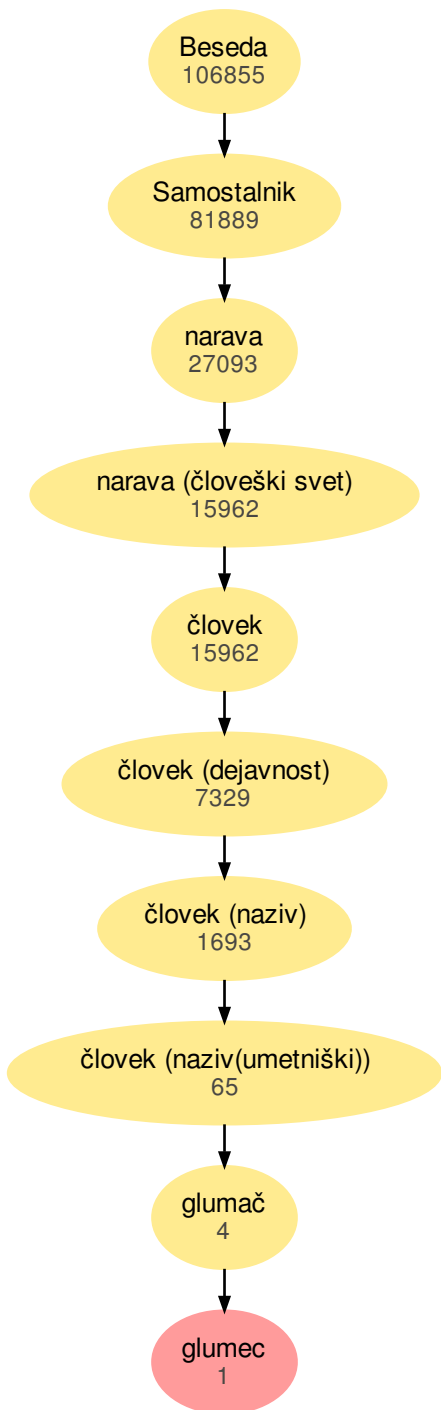 Beseda
106855
Samostalnik
81889
narava
27093
narava (človeški svet)
15962
človek
15962
človek (dejavnost)
7329
človek (naziv)
1693
človek (naziv(umetniški))
65
glumač
4
glumec
1